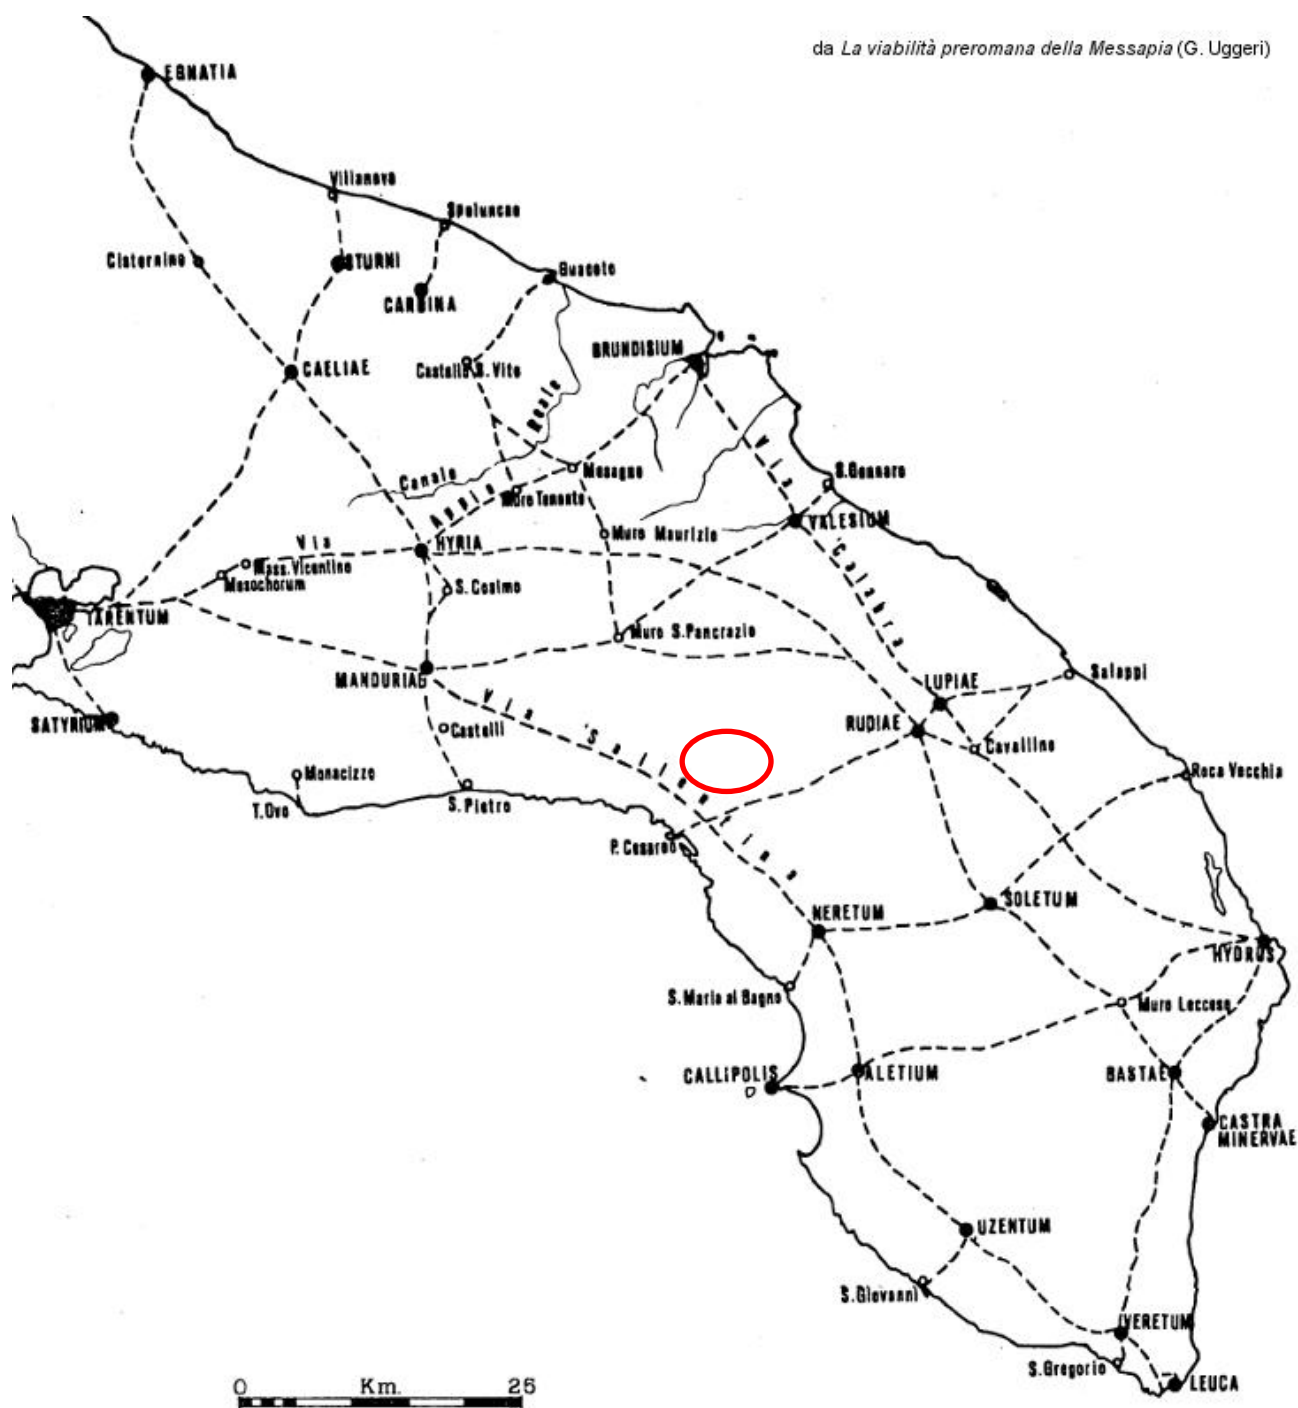 da La viabilità preromana della Messapia (G. Uggeri)
EGNATIA
Villanova
Speluncae
Cisternino
STURNI
Guaceto
CARBINA
BRUNDISIUM
CAELIAE
Castello S. Vito
Canale Reale
Mesagne
S. Gennaro
Via Appia
Muro Tenente
VALESIUM
Muro Maurizio
HYRIA
Mass. Vicentino
Mesochorum
S. Cosimo
Via 'Calabra
TARENTUM
Muro S. Pancrazio
MANDURIAE
LUPIAE
Salappi
SATYRIUM
Via 'Sallentina
RUDIAE
Castelli
Cavallino
Monacizzo
Roca Vecchia
T. Ovo
S. Pietro
P. Cesareo
NERETUM
SOLETUM
HYDRUS
S. Maria al Bagno
Muro Leccese
CALLIPOLIS
ALETIUM
BASTAE
CASTRA
MINERVAE
UZENTUM
S. Giovanni
VERETUM
S. Gregorio
LEUCA
0 Km. 25